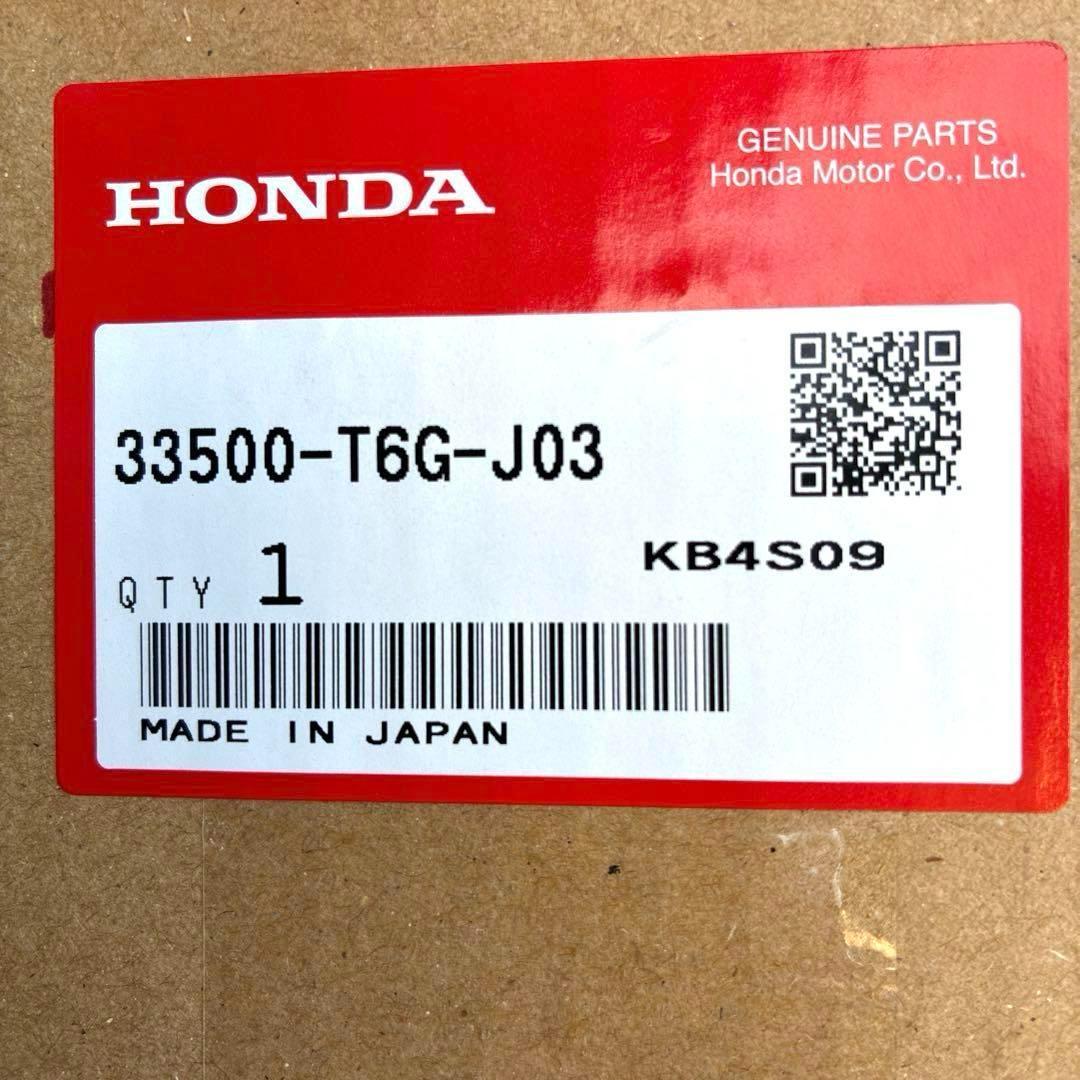 GENUINE PARTS
Honda Motor Co., Ltd.
HONDA
33500-T6G-J03
KB4S09
QTY 1
MADE IN JAPAN